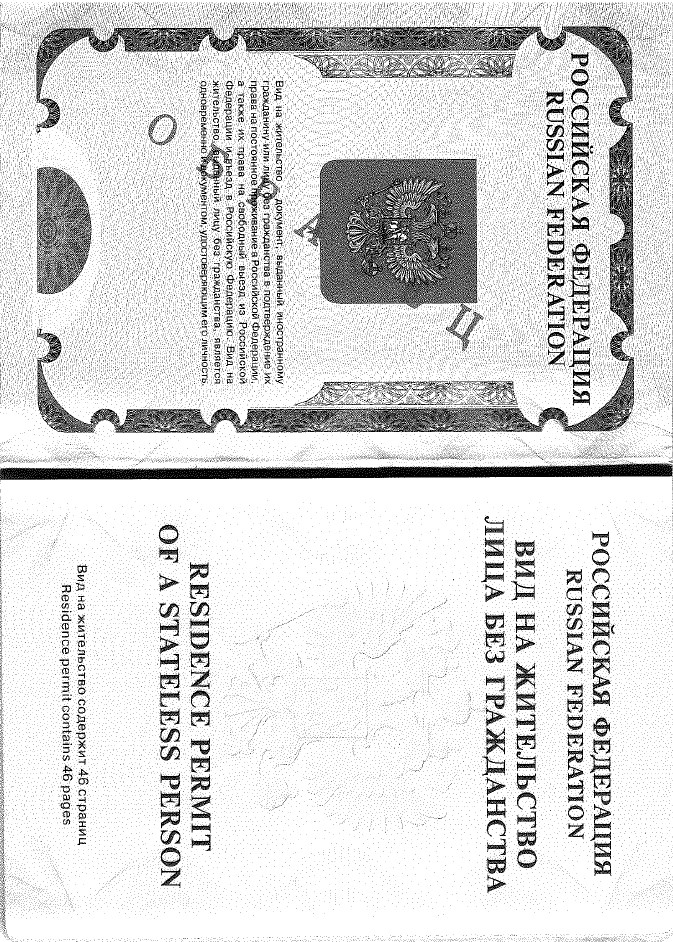 РОССИЙСКАЯ ФЕДЕРАЦИЯ
RUSSIAN FEDERATION
Вид на жительство - документ, выданный иностранному
гражданину или лицу без гражданства в подтверждение их
права на постоянное проживание в Российской Федерации,
а также их права на свободный выезд из Российской
Федерации и въезд в Российскую Федерацию. Вид на
жительство, выданный лицу без гражданства, является
одновременно и документом, удостоверяющим его личность.
ОБРАЗЕЦ
РОССИЙСКАЯ ФЕДЕРАЦИЯ
RUSSIAN FEDERATION
ВИД НА ЖИТЕЛЬСТВО
ЛИЦА БЕЗ ГРАЖДАНСТВА
RESIDENCE PERMIT
OF A STATELESS PERSON
Вид на жительство содержит 46 страниц
Residence permit contains 46 pages